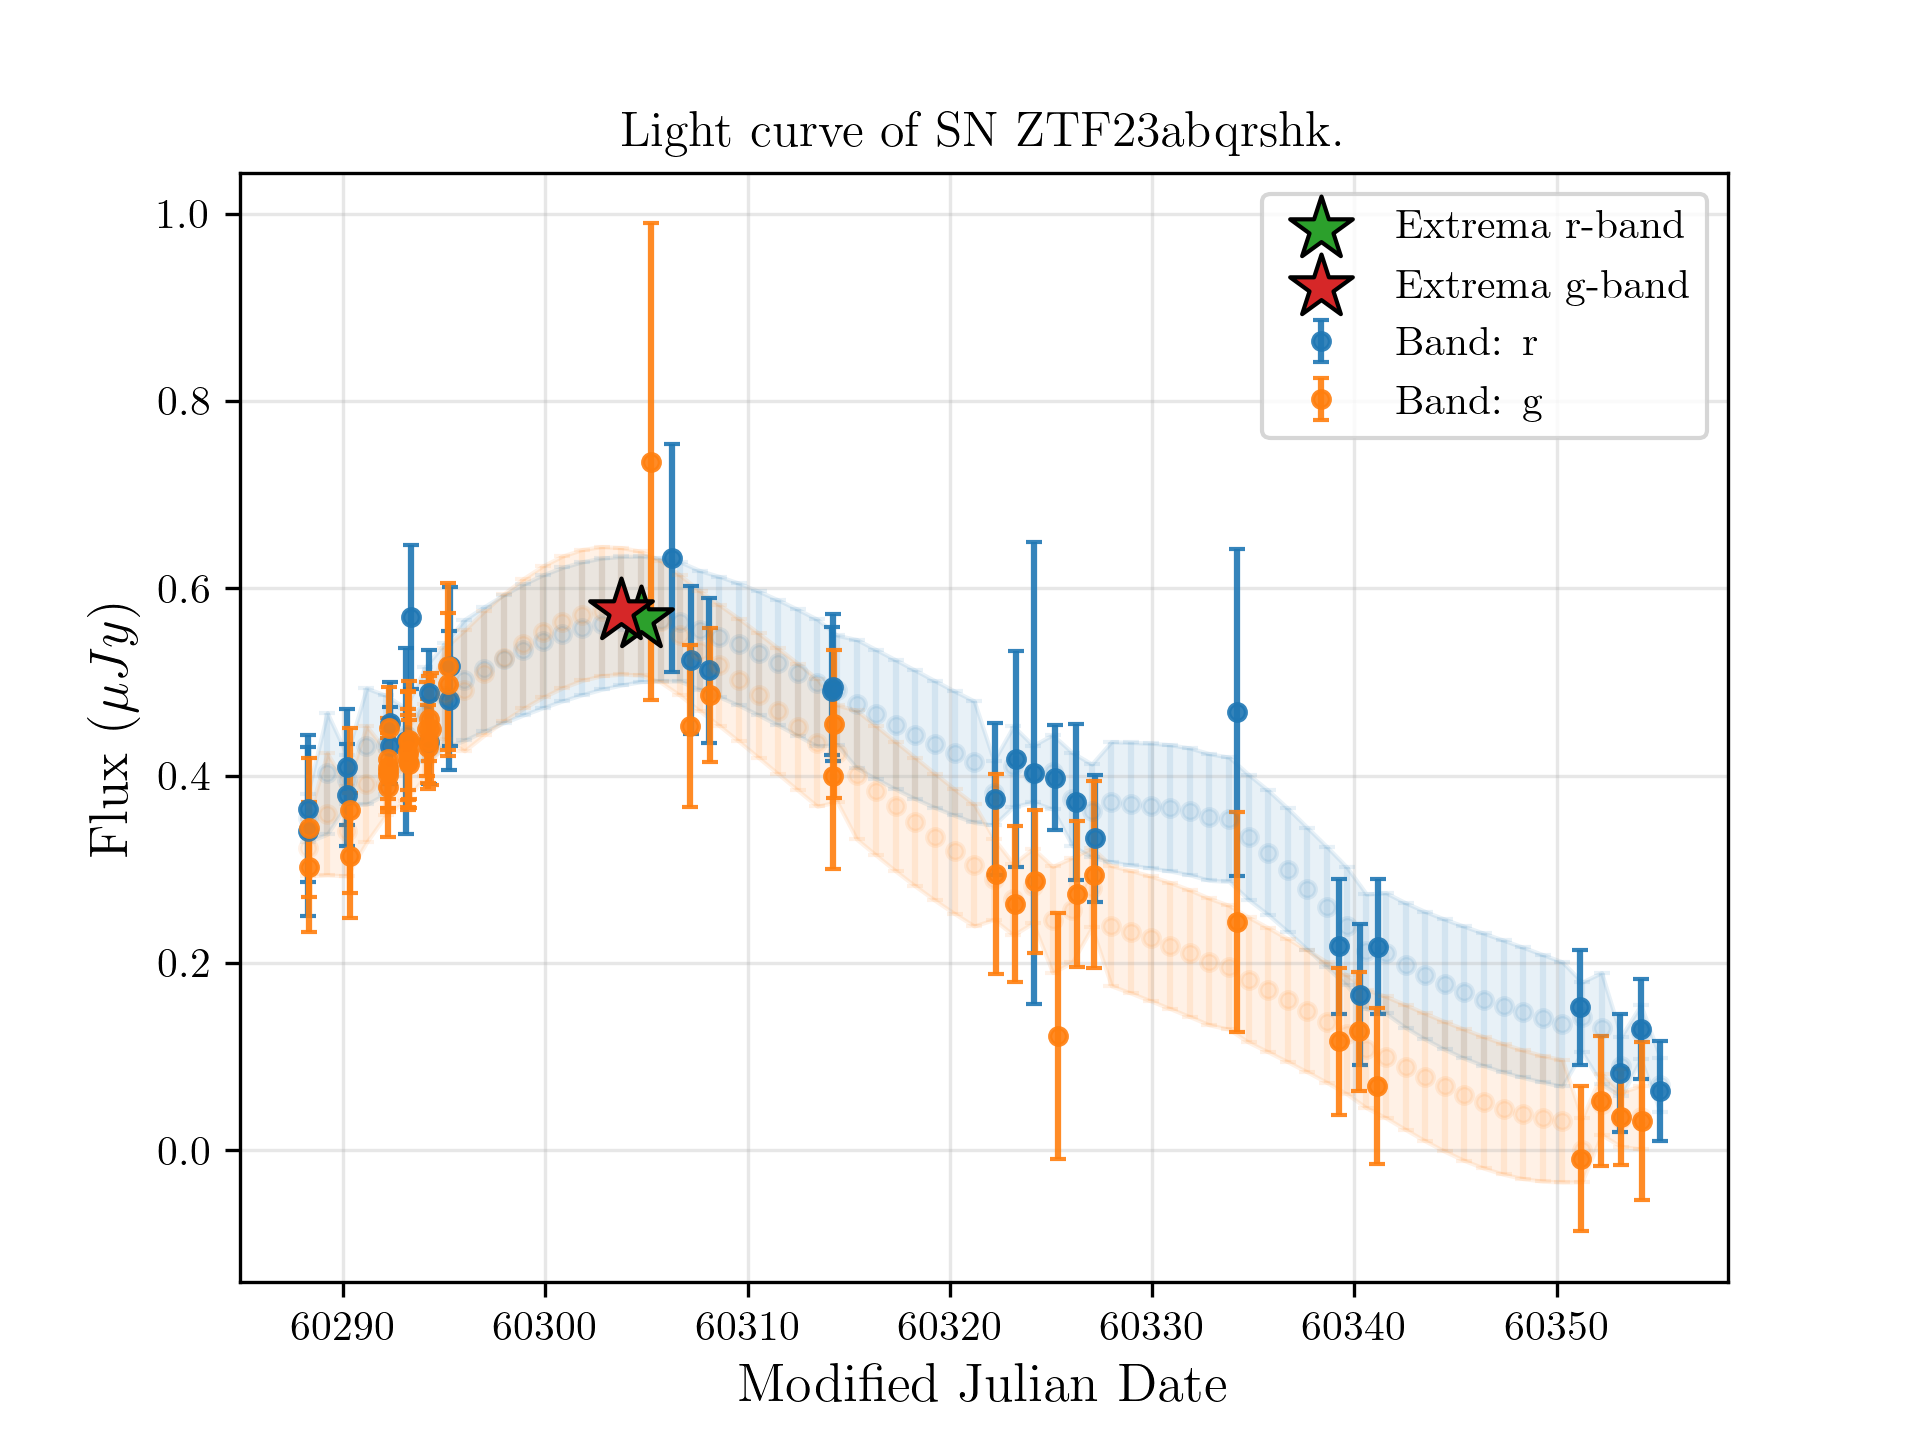 Light curve of SN ZTF23abqrshk.
Extrema r-band
Extrema g-band
Band: r
Band: g
1.0
0.8
0.6
0.4
0.2
0.0
Flux (μJy)
60290 60300 60310 60320 60330 60340 60350
Modified Julian Date